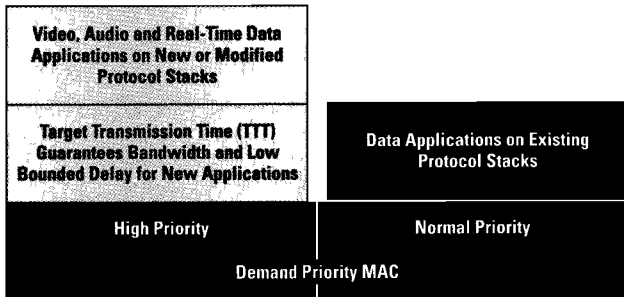 Video, Audio and Real-Time Data
Applications on New or Modified
Protocol Stacks
Target Transmission Time (TTT)
Guarantees Bandwidth and Low
Bounded Delay for New Applications
Data Applications on Existing
Protocol Stacks
High Priority
Normal Priority
Demand Priority MAC